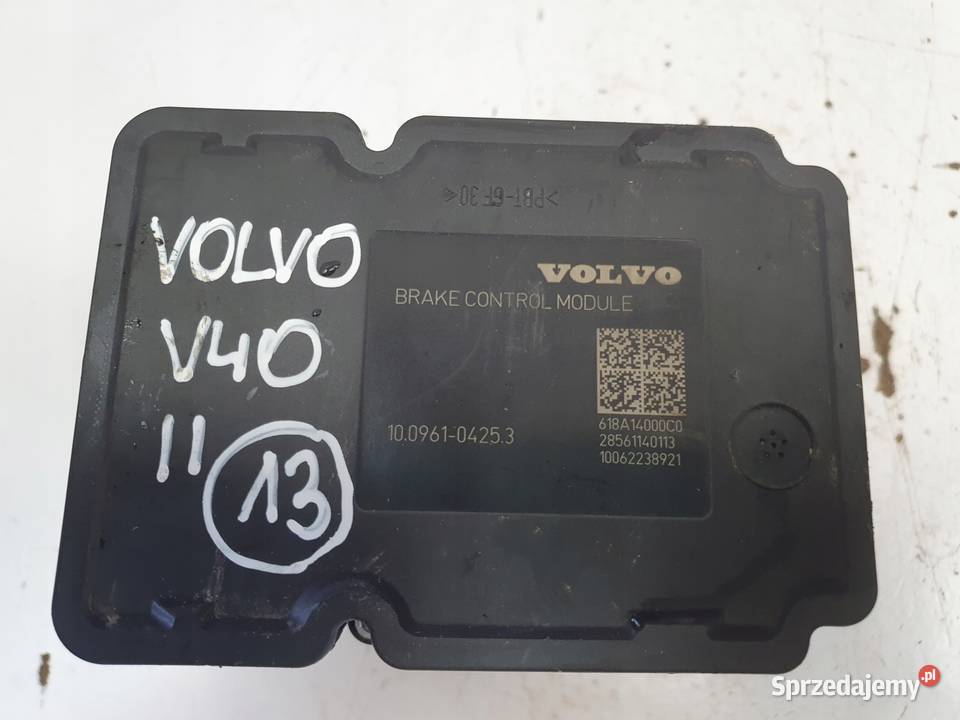 >PBT-GF30<
VOLVO
V40
II
13
VOLVO
BRAKE CONTROL MODULE
10.0961-0425.3
618A14000C0
28561140113
10062238921
Sprzedajemy.pl